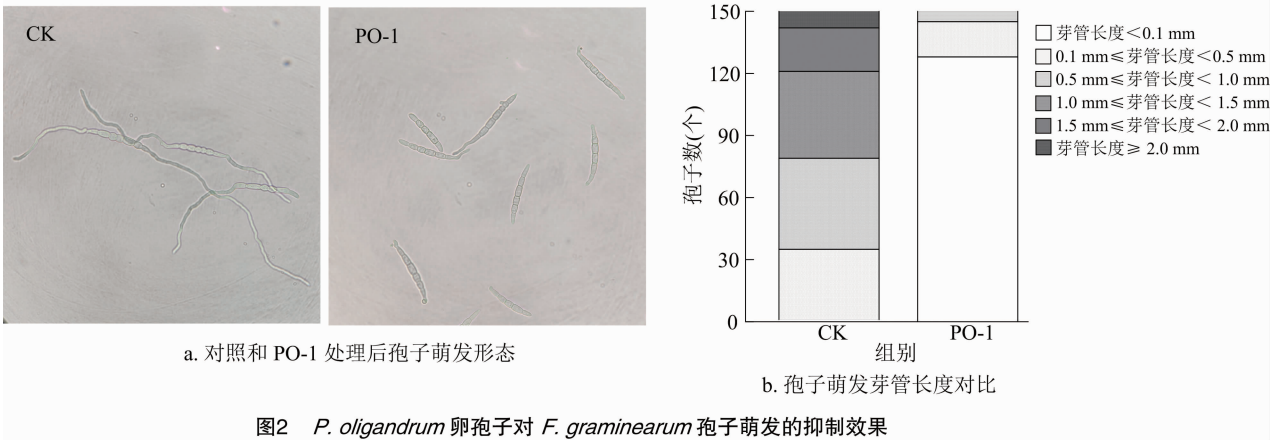 CK
PO-1
a. 对照和 PO-1 处理后孢子萌发形态
150
120
90
60
30
0
孢子数(个)
CK
PO-1
组别
芽管长度<0.1 mm
0.1 mm≤芽管长度<0.5 mm
0.5 mm≤芽管长度< 1.0 mm
1.0 mm≤芽管长度< 1.5 mm
1.5 mm≤芽管长度< 2.0 mm
芽管长度≥ 2.0 mm
b. 孢子萌发芽管长度对比
图2 P. oligandrum 卵孢子对 F. graminearum 孢子萌发的抑制效果